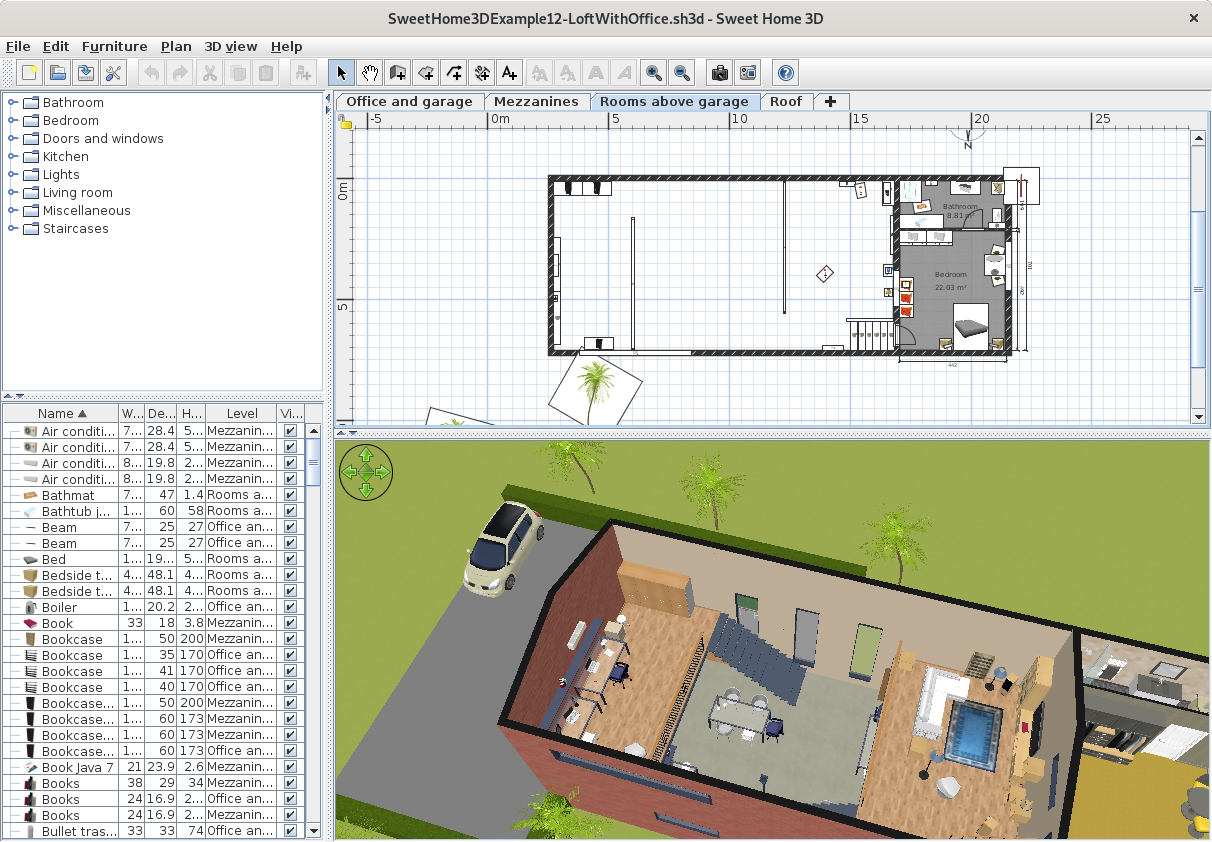 SweetHome3DExample12-LoftWithOffice.sh3d - Sweet Home 3D
File Edit Furniture Plan 3D view Help
Bathroom
Bedroom
Doors and windows
Kitchen
Lights
Living room
Miscellaneous
Staircases
Office and garage Mezzanines Rooms above garage Roof
-5 0m 5 10 15 20 25
0m
5
N
Bathroom
8.81 m²
Bedroom
22.03 m²
442
Name W... De... H... Level Vi...
Air conditi... 7... 28.4 5... Mezzanin...
Air conditi... 7... 28.4 5... Mezzanin...
Air conditi... 8... 19.8 2... Mezzanin...
Air conditi... 8... 19.8 2... Mezzanin...
Bathmat 7... 47 1.4 Rooms a...
Bathtub j... 1... 60 58 Rooms a...
Beam 7... 25 27 Office an...
Beam 7... 25 27 Office an...
Bed 1... 19... 5... Rooms a...
Bedside t... 4... 48.1 4... Rooms a...
Bedside t... 4... 48.1 4... Rooms a...
Boiler 1... 20.2 2... Office an...
Book 33 18 3.8 Mezzanin...
Bookcase 1... 50 200 Mezzanin...
Bookcase 1... 35 170 Office an...
Bookcase 1... 41 170 Office an...
Bookcase 1... 40 170 Office an...
Bookcase... 1... 50 200 Mezzanin...
Bookcase... 1... 60 173 Mezzanin...
Bookcase... 1... 60 173 Mezzanin...
Bookcase... 1... 60 173 Office an...
Book Java 7 21 23.9 2.6 Mezzanin...
Books 38 29 34 Mezzanin...
Books 24 16.9 2... Office an...
Books 24 16.9 2... Mezzanin...
Bullet tras... 33 33 74 Office an...